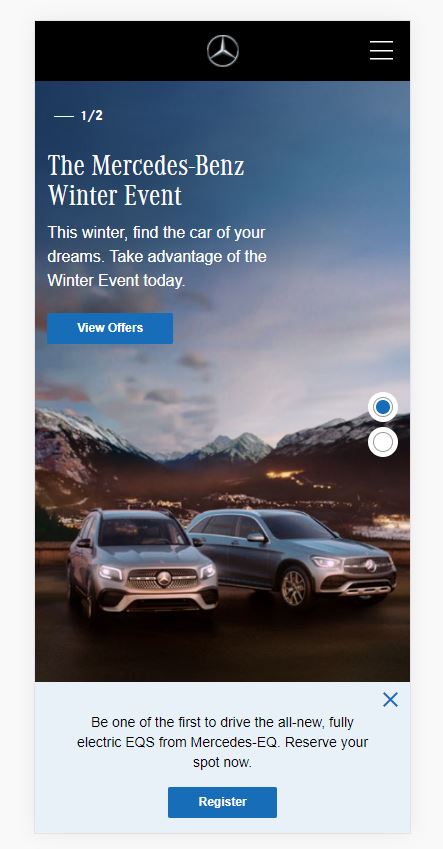 1/2
The Mercedes-Benz
Winter Event
This winter, find the car of your
dreams. Take advantage of the
Winter Event today.
View Offers
Be one of the first to drive the all-new, fully
electric EQS from Mercedes-EQ. Reserve your
spot now.
Register